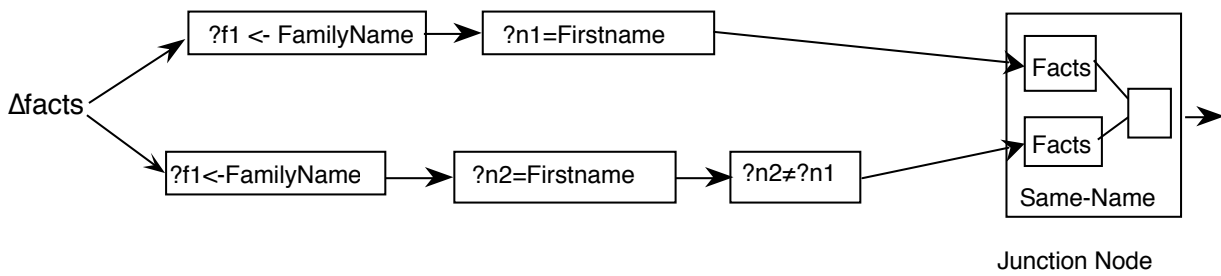 ?f1 <- FamilyName
?n1=Firstname
Facts
Δfacts
Facts
?f1<-FamilyName
?n2=Firstname
?n2≠?n1
Same-Name
Junction Node